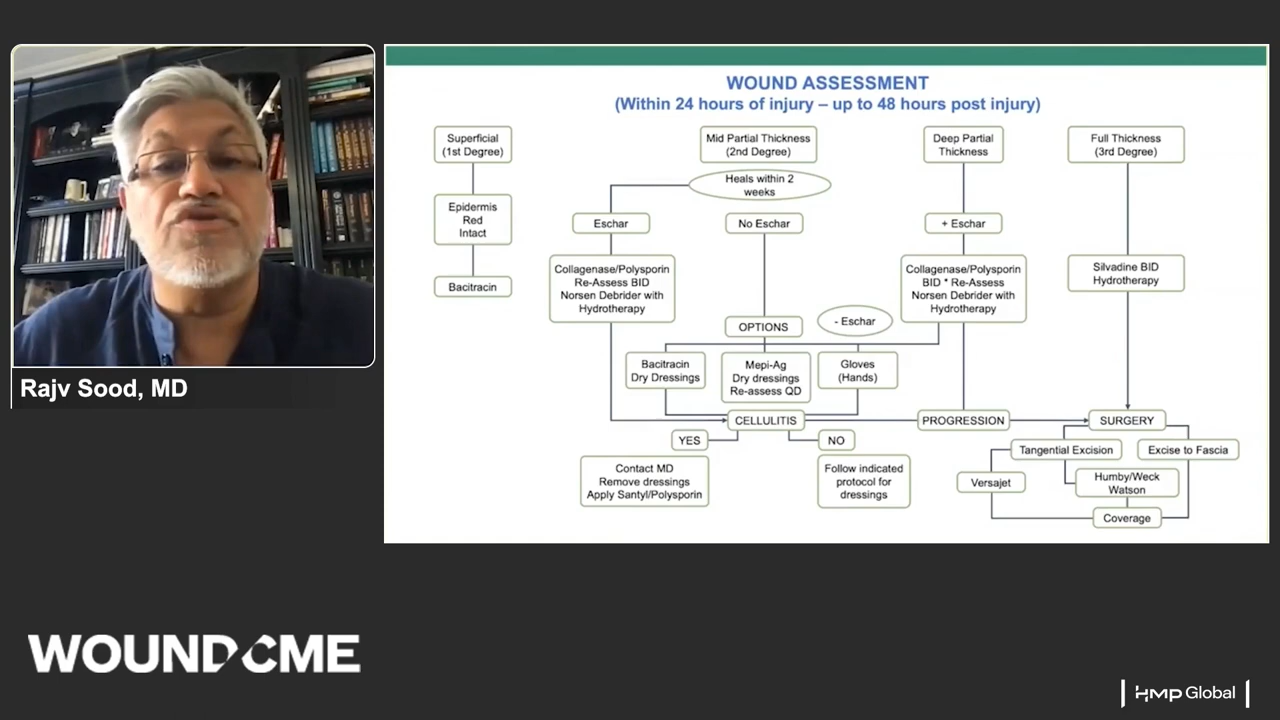 WOUND ASSESSMENT
(Within 24 hours of injury – up to 48 hours post injury)
Superficial
(1st Degree)
Mid Partial Thickness
(2nd Degree)
Deep Partial
Thickness
Full Thickness
(3rd Degree)
Heals within 2
weeks
Epidermis
Red
Intact
Eschar
No Eschar
+ Eschar
Bacitracin
Collagenase/Polysporin
Re-Assess BID
Norsen Debrider with
Hydrotherapy
Collagenase/Polysporin
BID * Re-Assess
Norsen Debrider with
Hydrotherapy
Silvadine BID
Hydrotherapy
OPTIONS
- Eschar
Bacitracin
Dry Dressings
Mepi-Ag
Dry dressings
Re-assess QD
Gloves
(Hands)
CELLULITIS
PROGRESSION
SURGERY
YES
NO
Contact MD
Remove dressings
Apply Santyl/Polysporin
Follow indicated
protocol for
dressings
Tangential Excision
Excise to Fascia
Versajet
Humby/Weck
Watson
Coverage
Rajv Sood, MD
WOUND CME
HMP Global